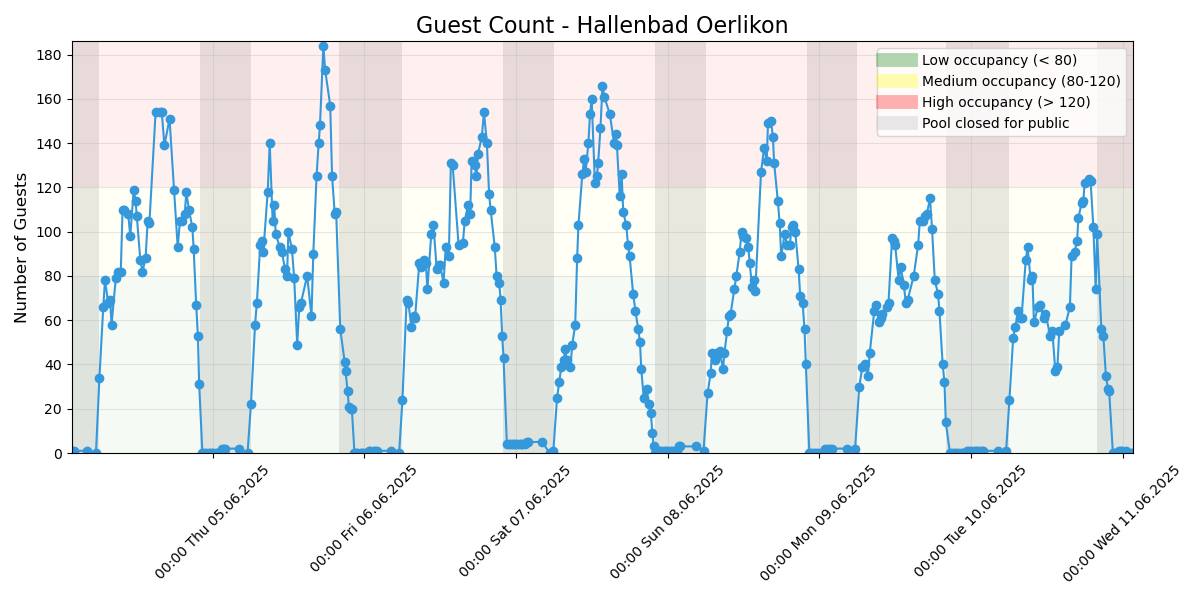 Guest Count - Hallenbad Oerlikon
Low occupancy (< 80)
Medium occupancy (80-120)
High occupancy (> 120)
Pool closed for public
Number of Guests
180
160
140
120
100
80
60
40
20
0
00:00 Thu 05.06.2025
00:00 Fri 06.06.2025
00:00 Sat 07.06.2025
00:00 Sun 08.06.2025
00:00 Mon 09.06.2025
00:00 Tue 10.06.2025
00:00 Wed 11.06.2025